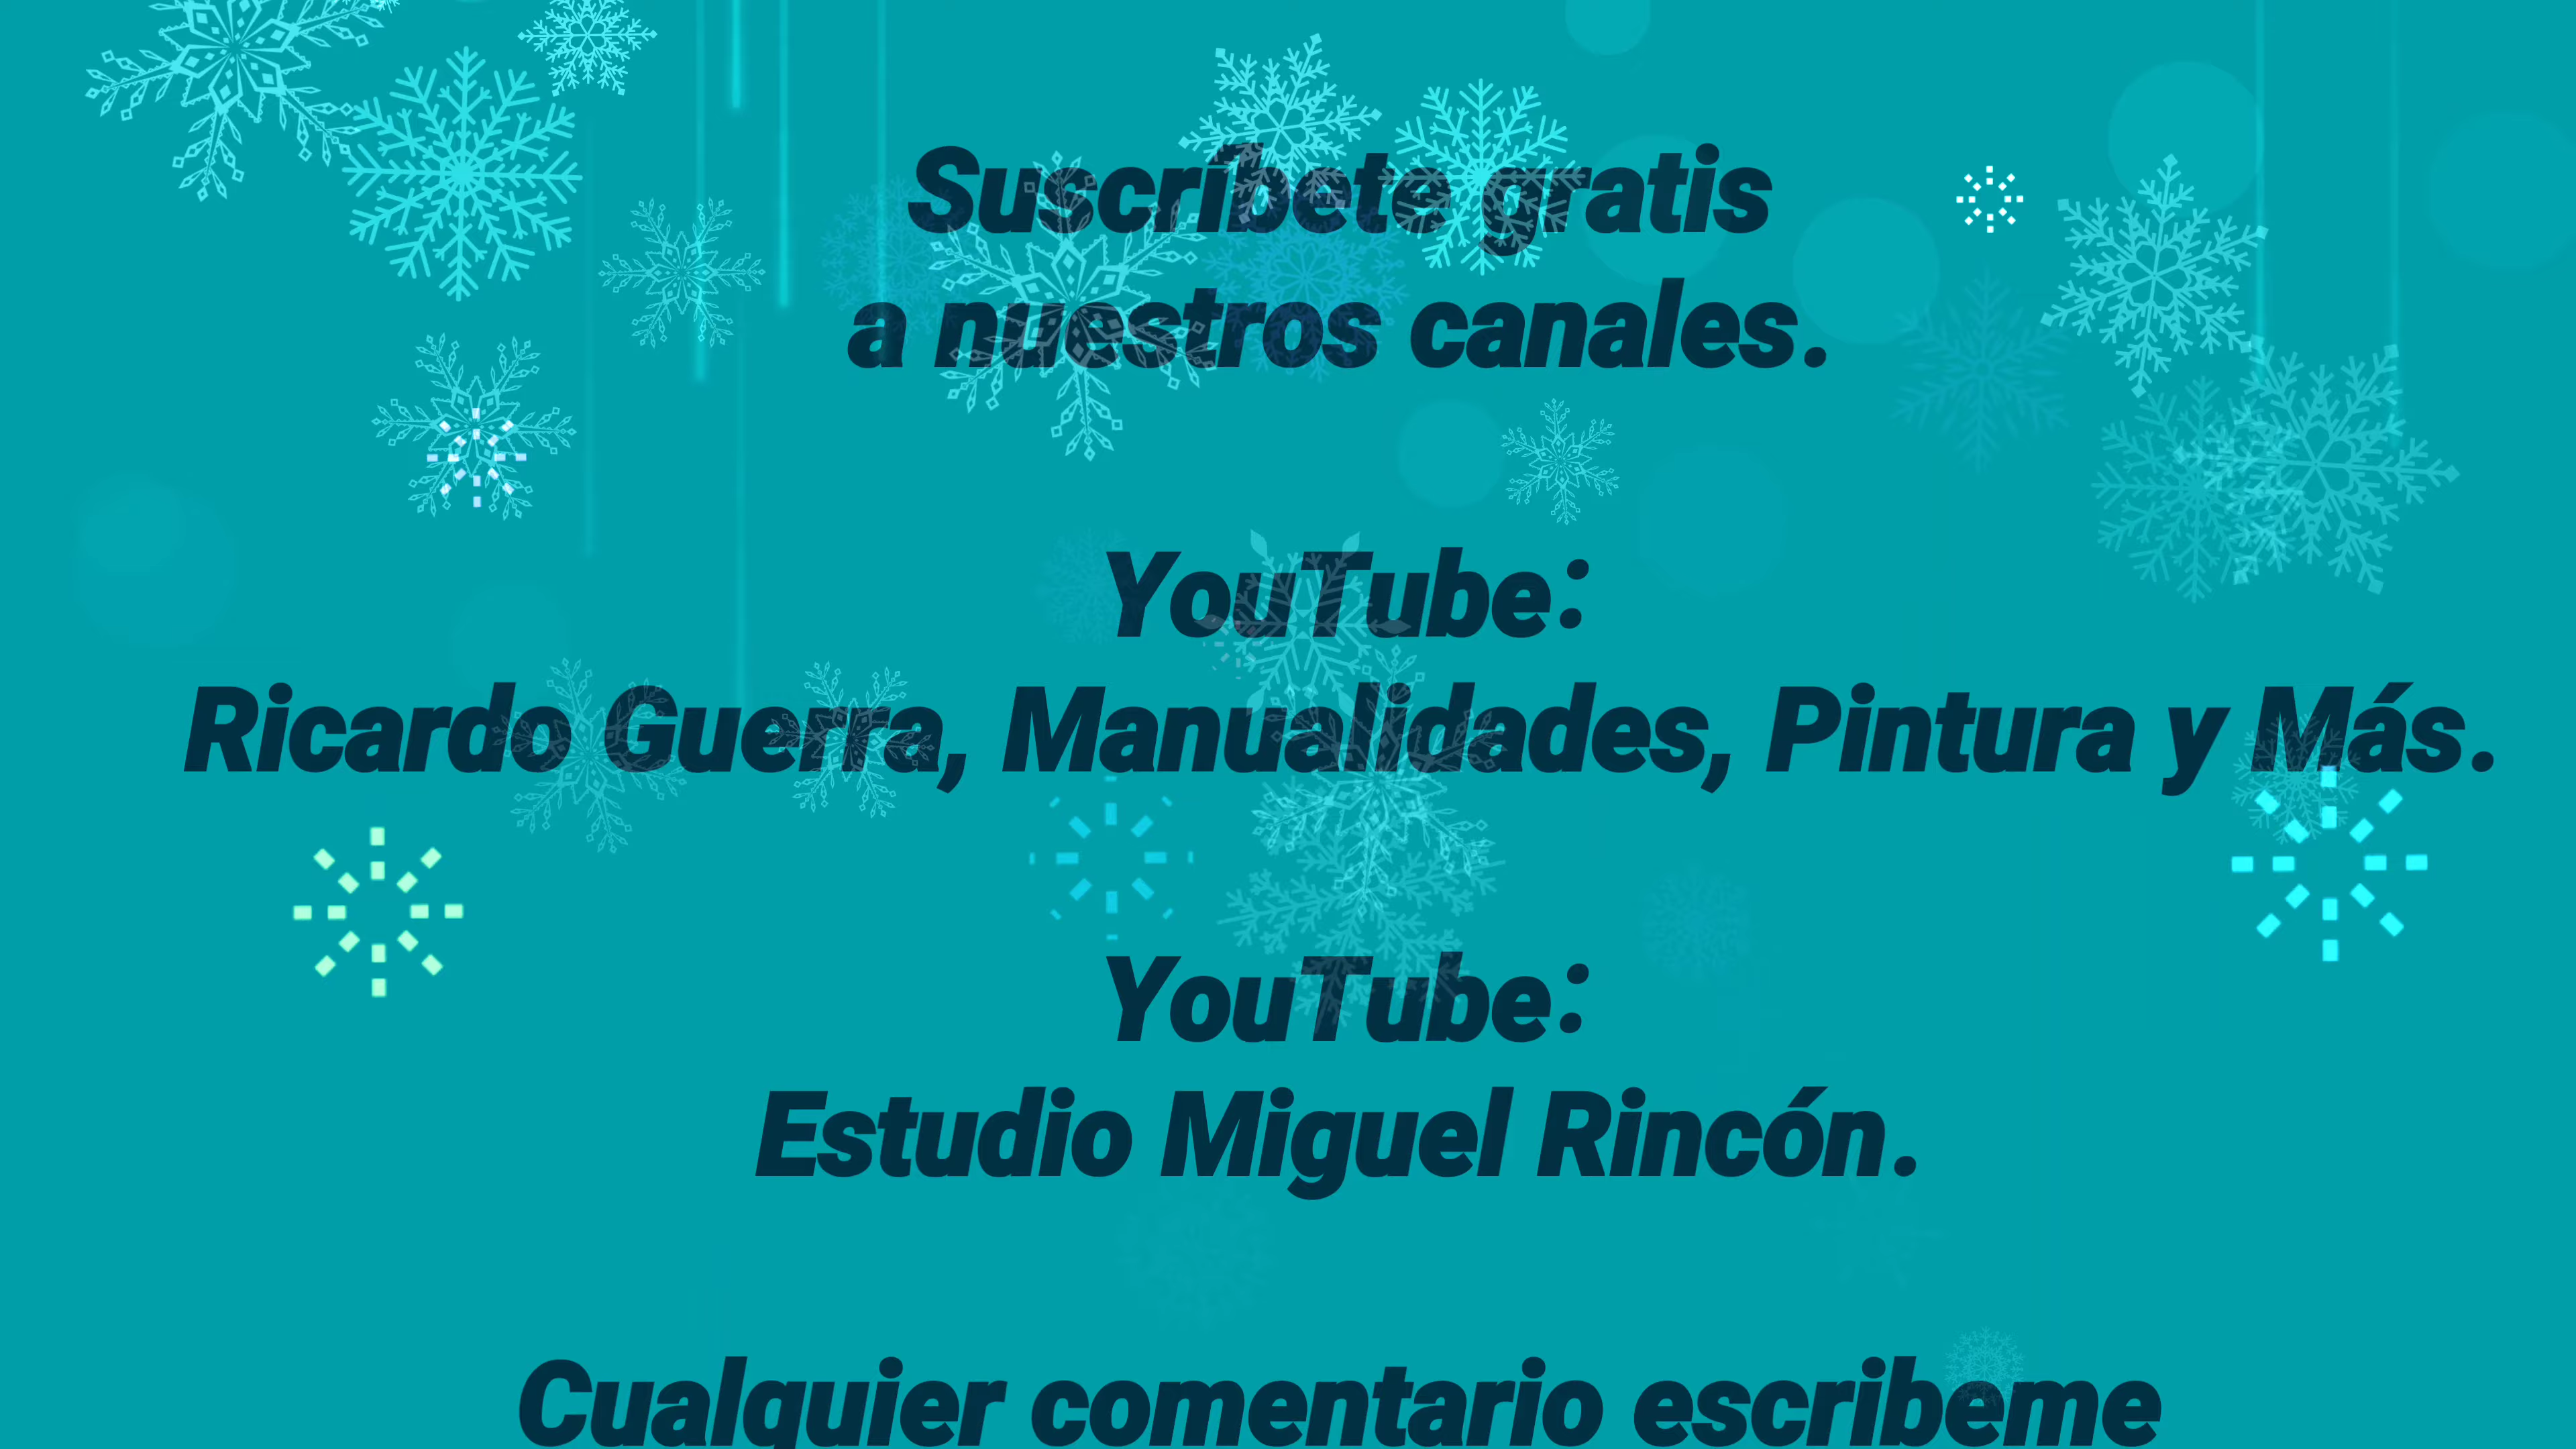 Suscríbete gratis
a nuestros canales.
YouTube:
Ricardo Guerra, Manualidades, Pintura y Más.
YouTube:
Estudio Miguel Rincón.
Cualquier comentario escribeme